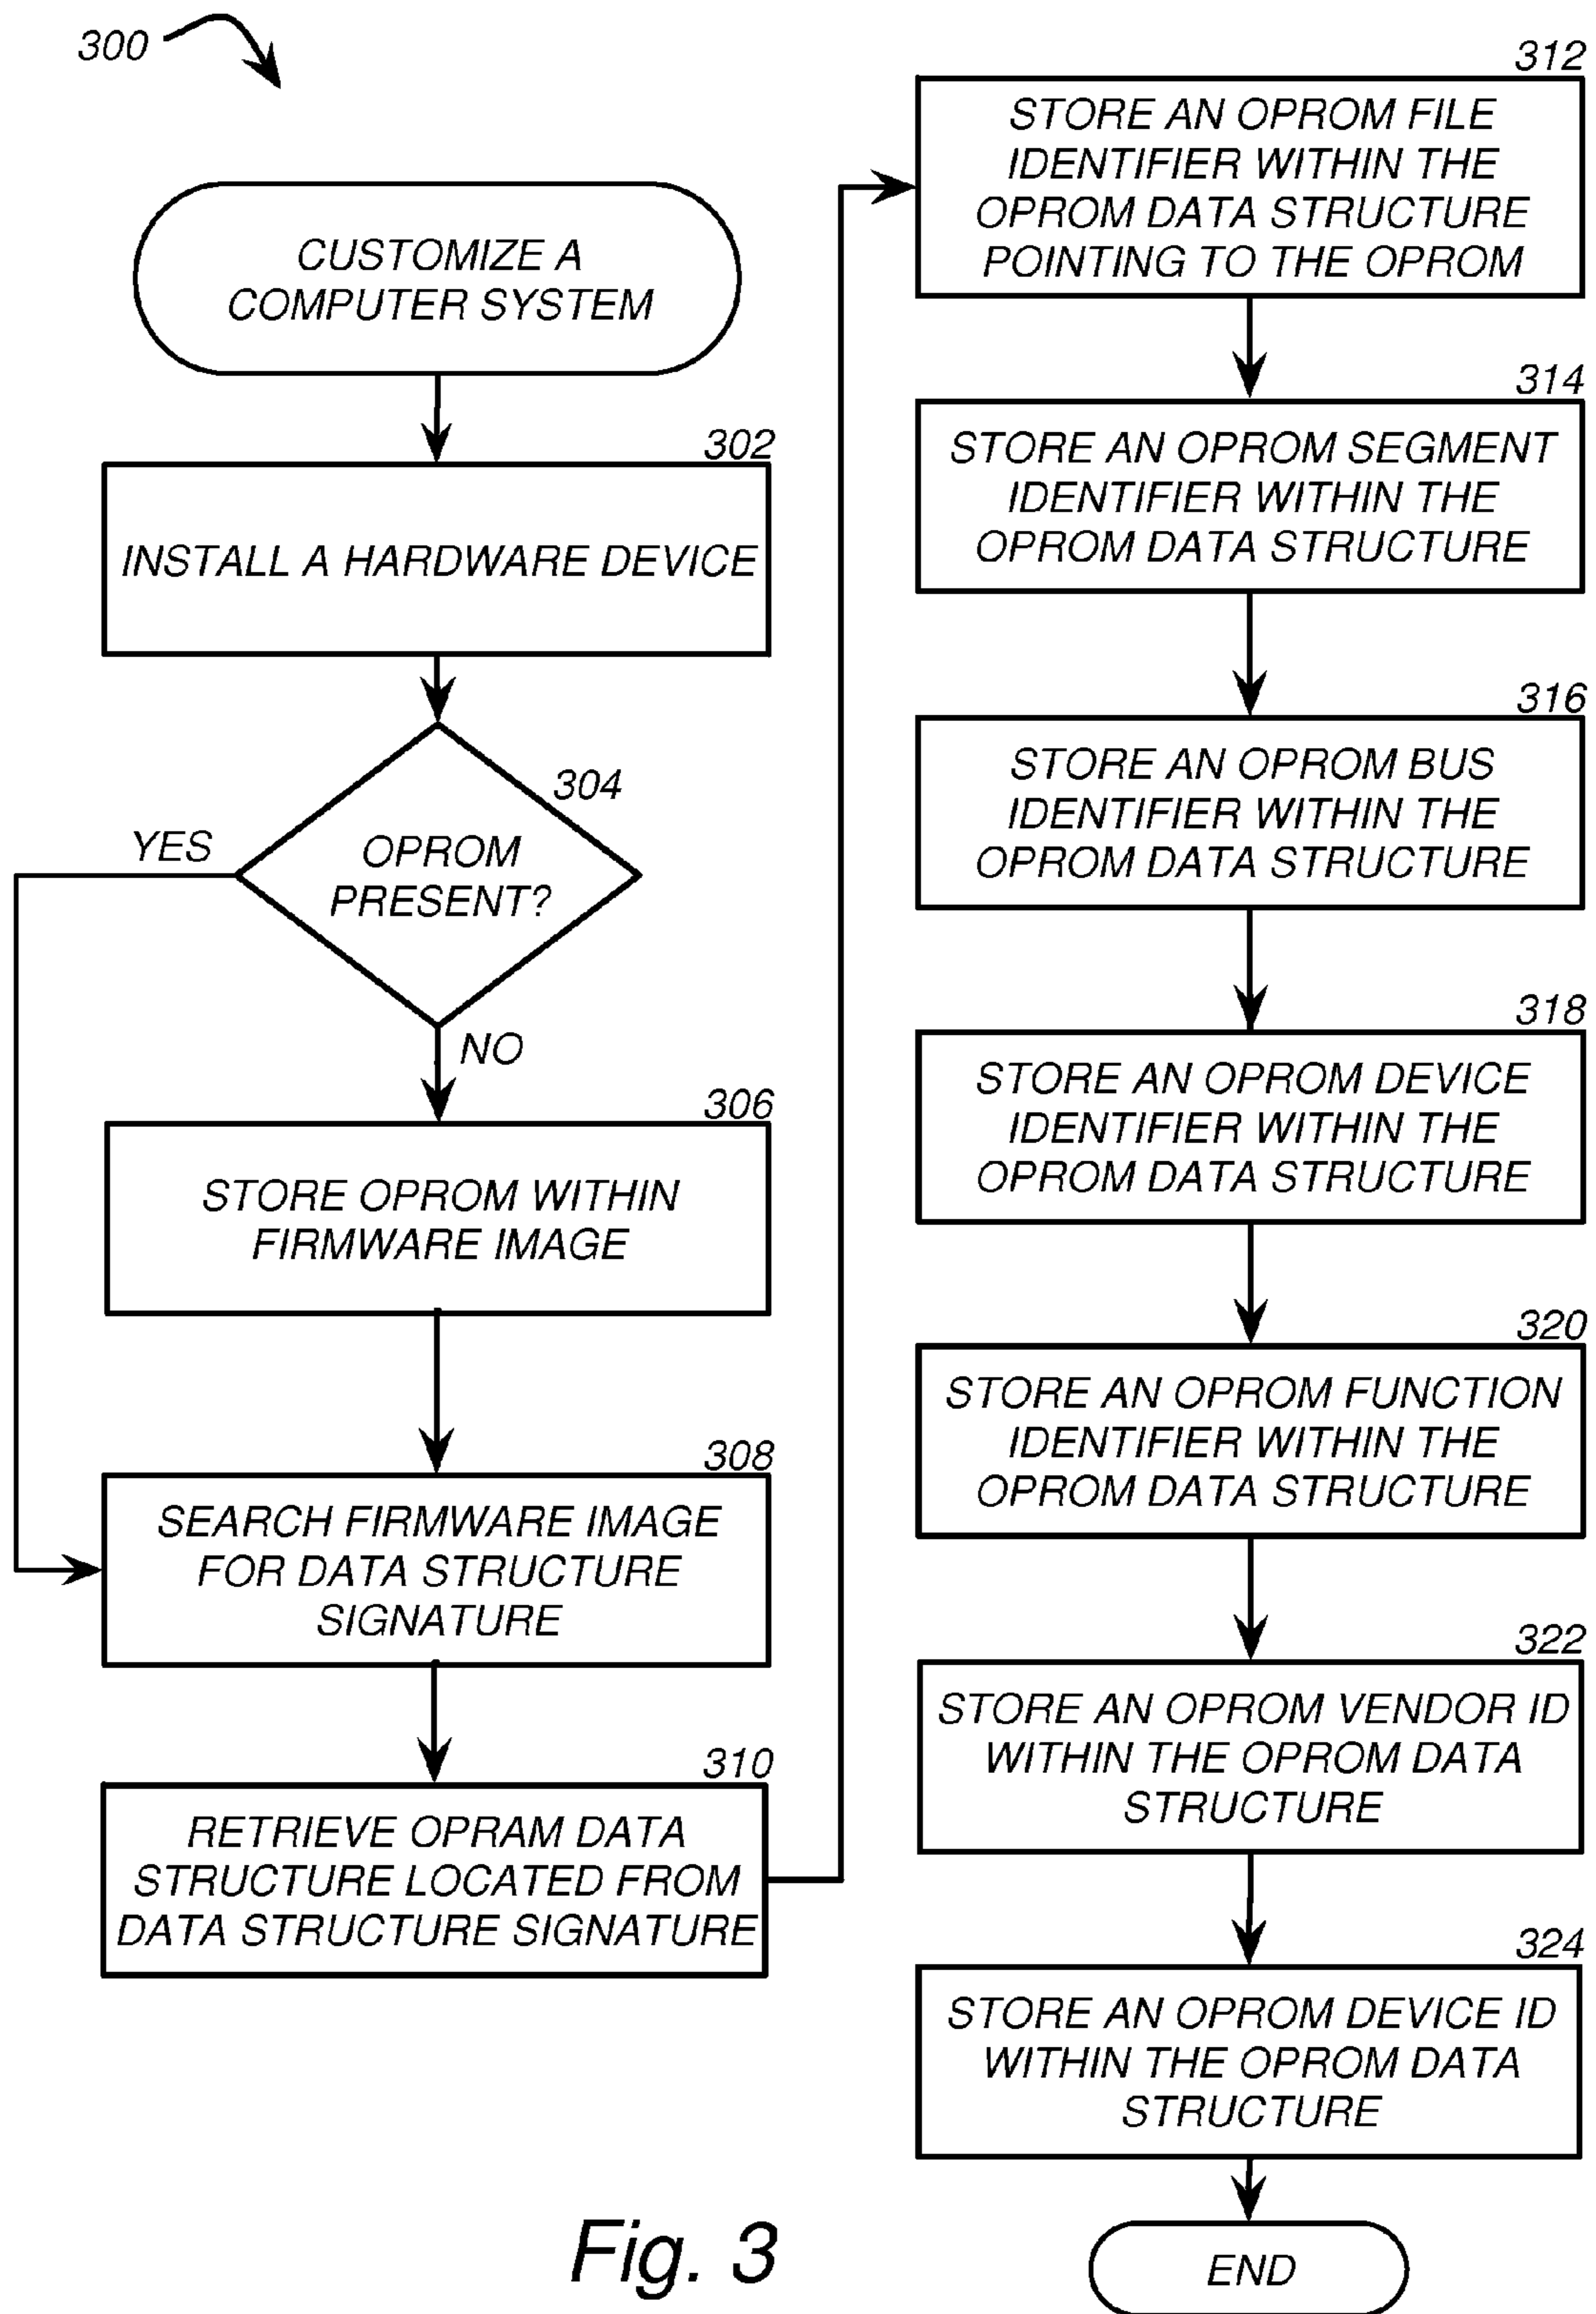 300
CUSTOMIZE A
COMPUTER SYSTEM
302
INSTALL A HARDWARE DEVICE
304
YES
OPROM
PRESENT?
NO
306
STORE OPROM WITHIN
FIRMWARE IMAGE
308
SEARCH FIRMWARE IMAGE
FOR DATA STRUCTURE
SIGNATURE
310
RETRIEVE OPRAM DATA
STRUCTURE LOCATED FROM
DATA STRUCTURE SIGNATURE
312
STORE AN OPROM FILE
IDENTIFIER WITHIN THE
OPROM DATA STRUCTURE
POINTING TO THE OPROM
314
STORE AN OPROM SEGMENT
IDENTIFIER WITHIN THE
OPROM DATA STRUCTURE
316
STORE AN OPROM BUS
IDENTIFIER WITHIN THE
OPROM DATA STRUCTURE
318
STORE AN OPROM DEVICE
IDENTIFIER WITHIN THE
OPROM DATA STRUCTURE
320
STORE AN OPROM FUNCTION
IDENTIFIER WITHIN THE
OPROM DATA STRUCTURE
322
STORE AN OPROM VENDOR ID
WITHIN THE OPROM DATA
STRUCTURE
324
STORE AN OPROM DEVICE ID
WITHIN THE OPROM DATA
STRUCTURE
END
Fig. 3